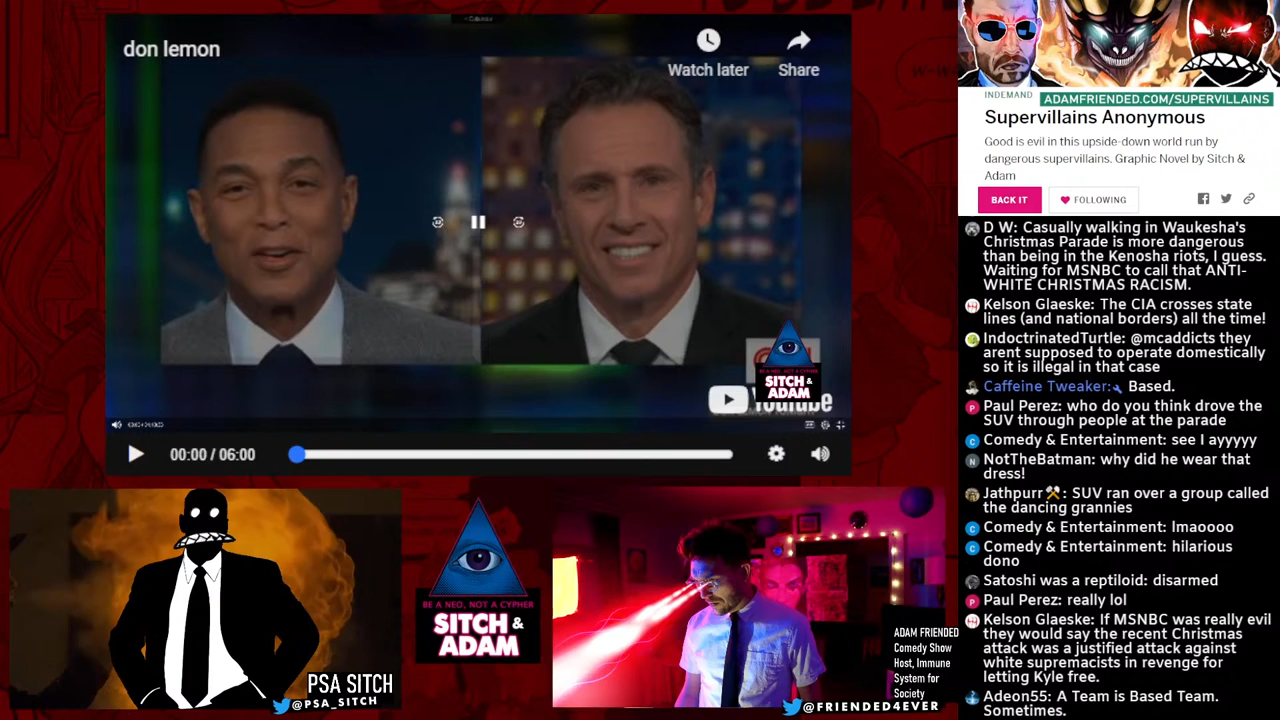 don lemon
Watch later
Share
BE A NEO, NOT A CYPHER
SITCH &
ADAM
YouTube
00:00 / 06:00
PSA SITCH
@PSA_SITCH
BE A NEO, NOT A CYPHER
SITCH &
ADAM
ADAM FRIENDED
Comedy Show
Host, Immune
System for
Society
@FRIENDED4EVER
INDEMAND
ADAMFRIENDED.COM/SUPERVILLAINS
Supervillains Anonymous
Good is evil in this upside-down world run by
dangerous supervillains. Graphic Novel by Sitch &
Adam
BACK IT
FOLLOWING
D W: Casually walking in Waukesha's
Christmas Parade is more dangerous
than being in the Kenosha riots, I guess.
Waiting for MSNBC to call that ANTI-
WHITE CHRISTMAS RACISM.
Kelson Glaeske: The CIA crosses state
lines (and national borders) all the time!
IndoctrinatedTurtle: @mcaddicts they
arent supposed to operate domestically
so it is illegal in that case
Caffeine Tweaker: Based.
Paul Perez: who do you think drove the
SUV through people at the parade
Comedy & Entertainment: see I ayyyyy
NotTheBatman: why did he wear that
dress!
Jathpurr⚒: SUV ran over a group called
the dancing grannies
Comedy & Entertainment: lmaoooo
Comedy & Entertainment: hilarious
dono
Satoshi was a reptiloid: disarmed
Paul Perez: really lol
Kelson Glaeske: If MSNBC was really evil
they would say the recent Christmas
attack was a justified attack against
white supremacists in revenge for
letting Kyle free.
Adeon55: A Team is Based Team.
Sometimes.